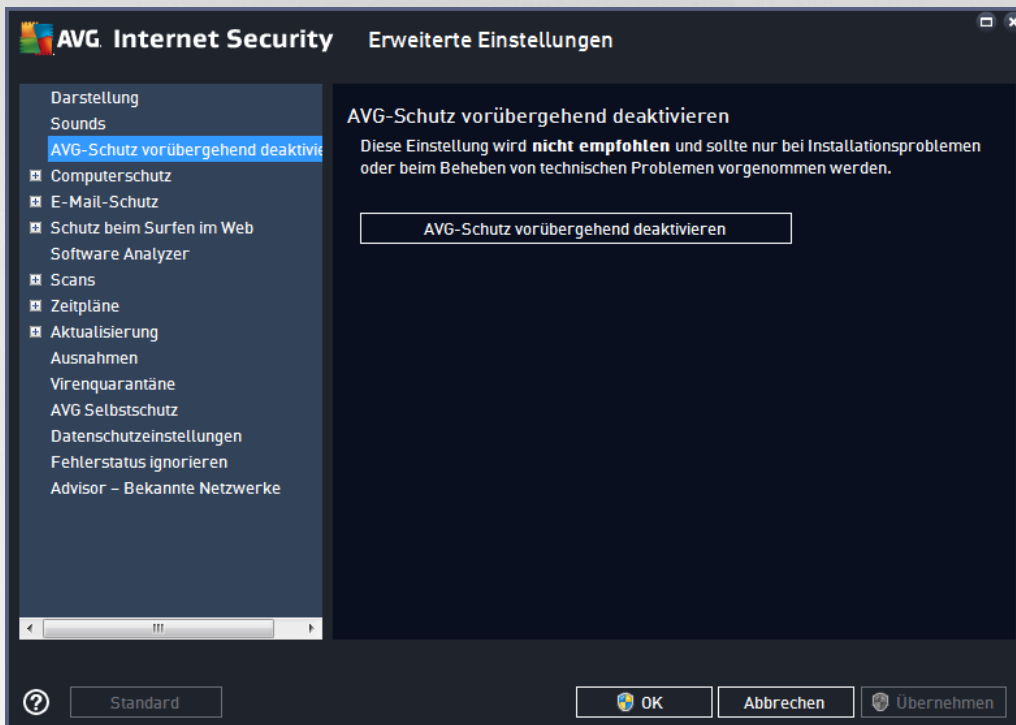 AVG Internet Security Erweiterte Einstellungen
Darstellung
Sounds
AVG-Schutz vorübergehend deaktivie
Computerschutz
E-Mail-Schutz
Schutz beim Surfen im Web
Software Analyzer
Scans
Zeitpläne
Aktualisierung
Ausnahmen
Virenquarantäne
AVG Selbstschutz
Datenschutzeinstellungen
Fehlerstatus ignorieren
Advisor – Bekannte Netzwerke
AVG-Schutz vorübergehend deaktivieren
Diese Einstellung wird nicht empfohlen und sollte nur bei Installationsproblemen
oder beim Beheben von technischen Problemen vorgenommen werden.
AVG-Schutz vorübergehend deaktivieren
Standard
OK
Abbrechen
Übernehmen